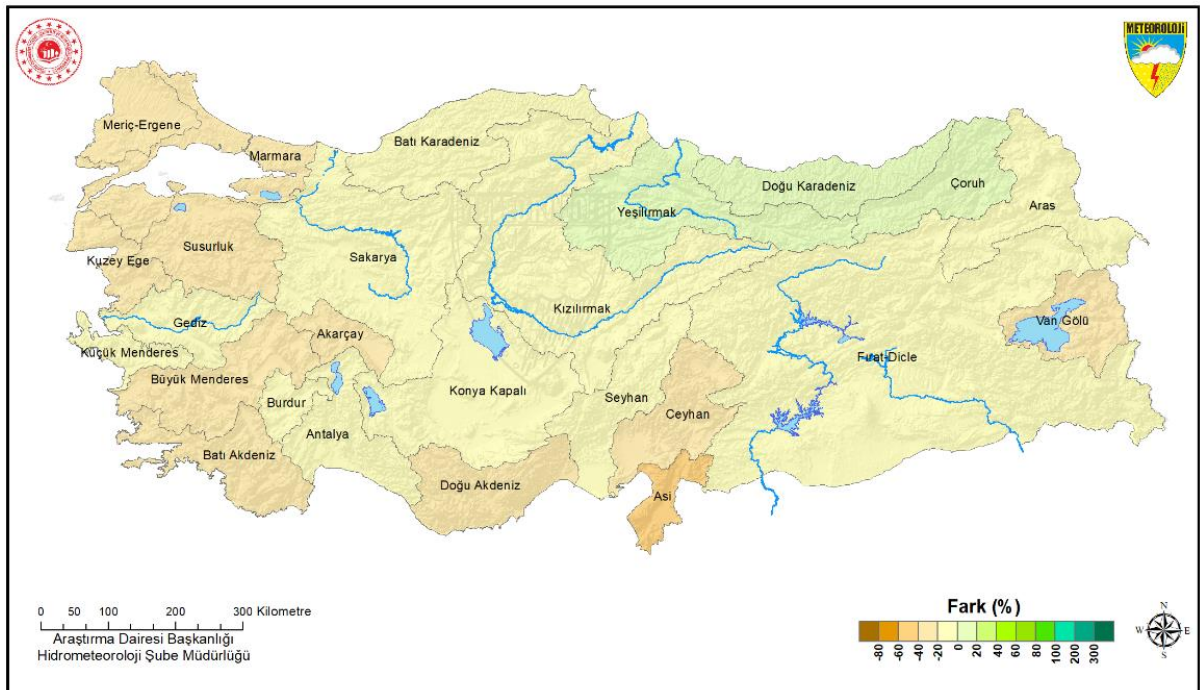 METEOROLOJİ
Meriç-Ergene
Marmara
Batı Karadeniz
Doğu Karadeniz
Çoruh
Yeşilırmak
Aras
Susurluk
Sakarya
Kuzey Ege
Kızılırmak
Gediz
Van Gölü
Akarçay
Küçük Menderes
Fırat-Dicle
Büyük Menderes
Konya Kapalı
Seyhan
Burdur
Ceyhan
Antalya
Batı Akdeniz
Doğu Akdeniz
Asi
0 50 100 200 300 Kilometre
Araştırma Dairesi Başkanlığı
Hidrometeoroloji Şube Müdürlüğü
Fark (%)
-80 -60 -40 -20 0 20 40 60 80 100 200 300
N
W E
S